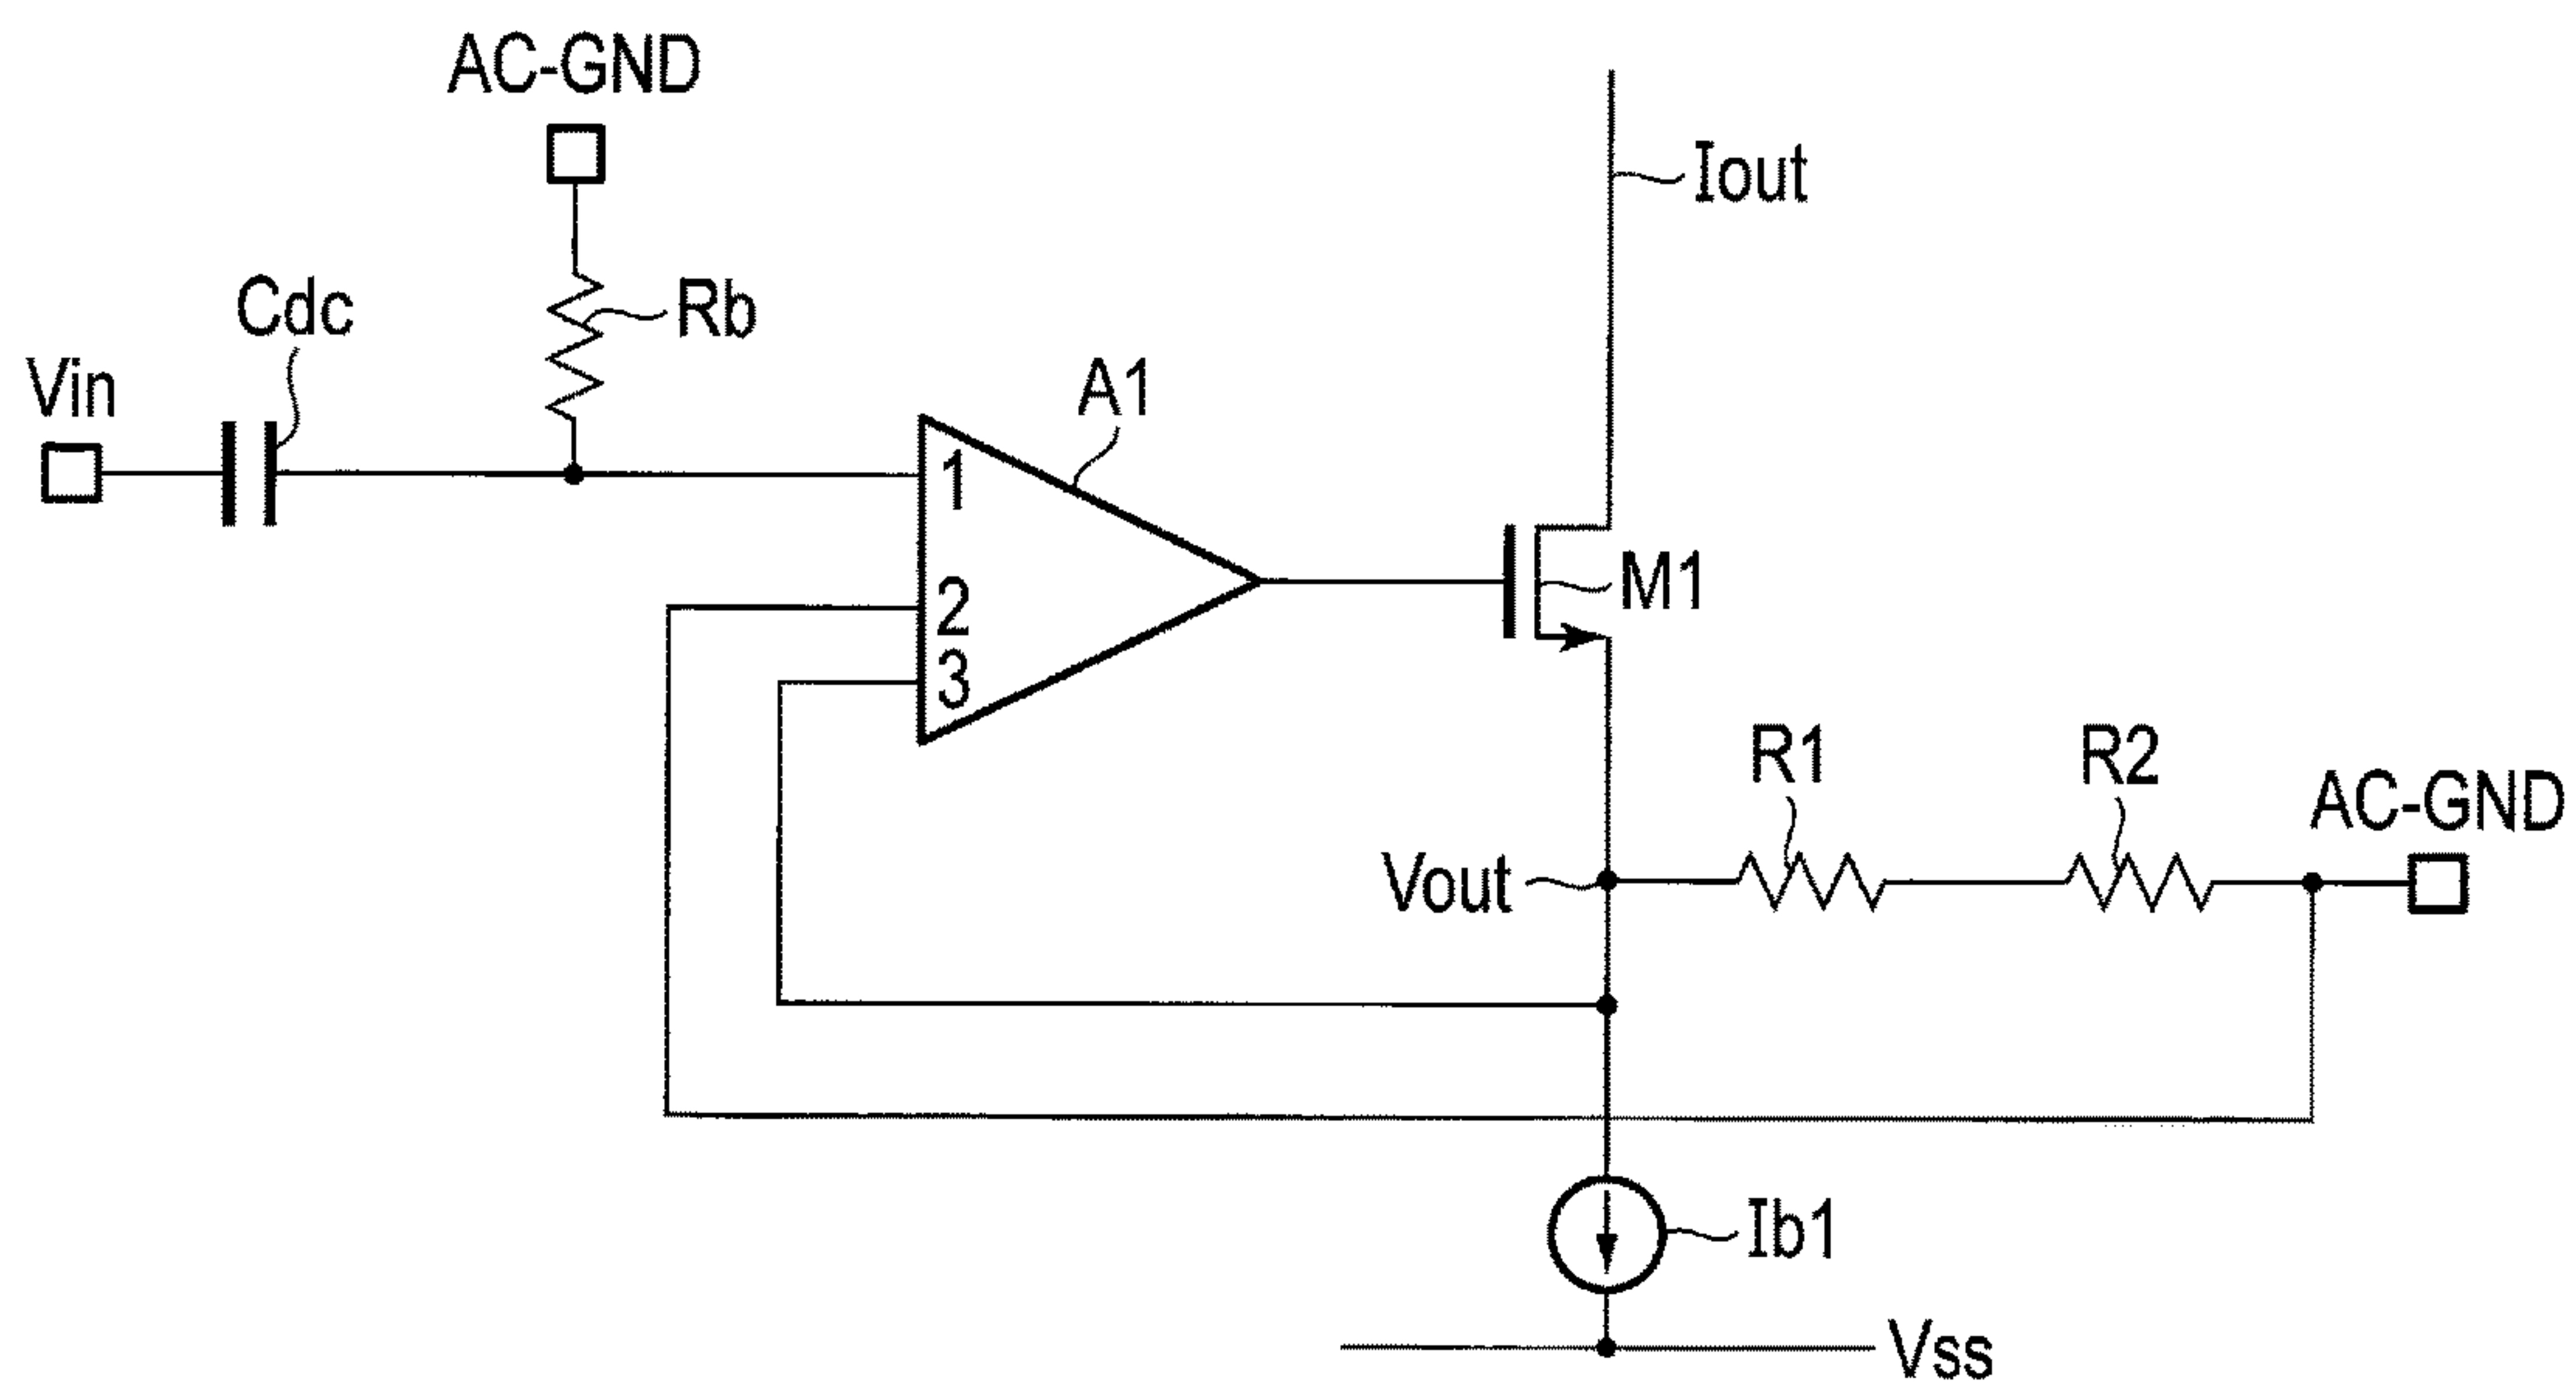 AC-GND
Iout
Cdc
Rb
Vin
A1
1
M1
2
3
R1
R2
AC-GND
Vout
Ib1
Vss